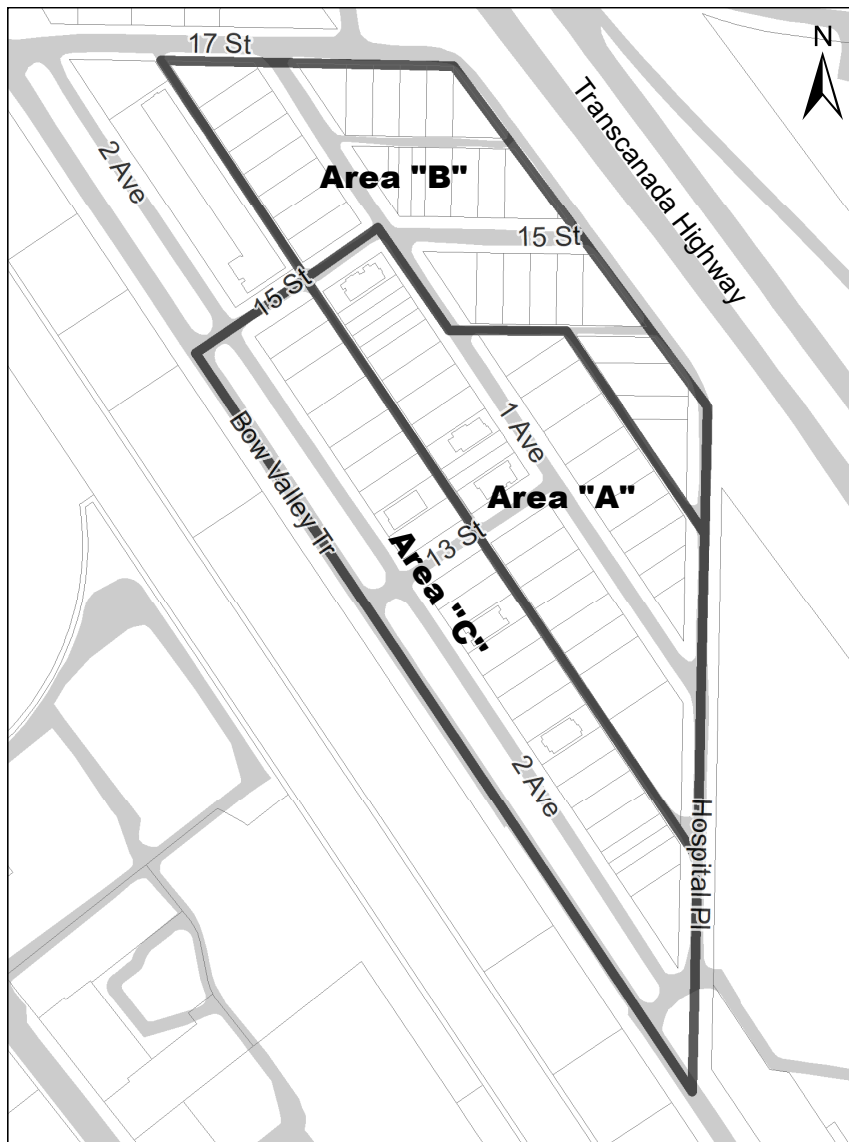 17 St
N
Transcanada Highway
2 Ave
Area "B"
15 St
15 St
1 Ave
Bow Valley Tr
Area "A"
13 St
Area "C"
2 Ave
Hospital Pl